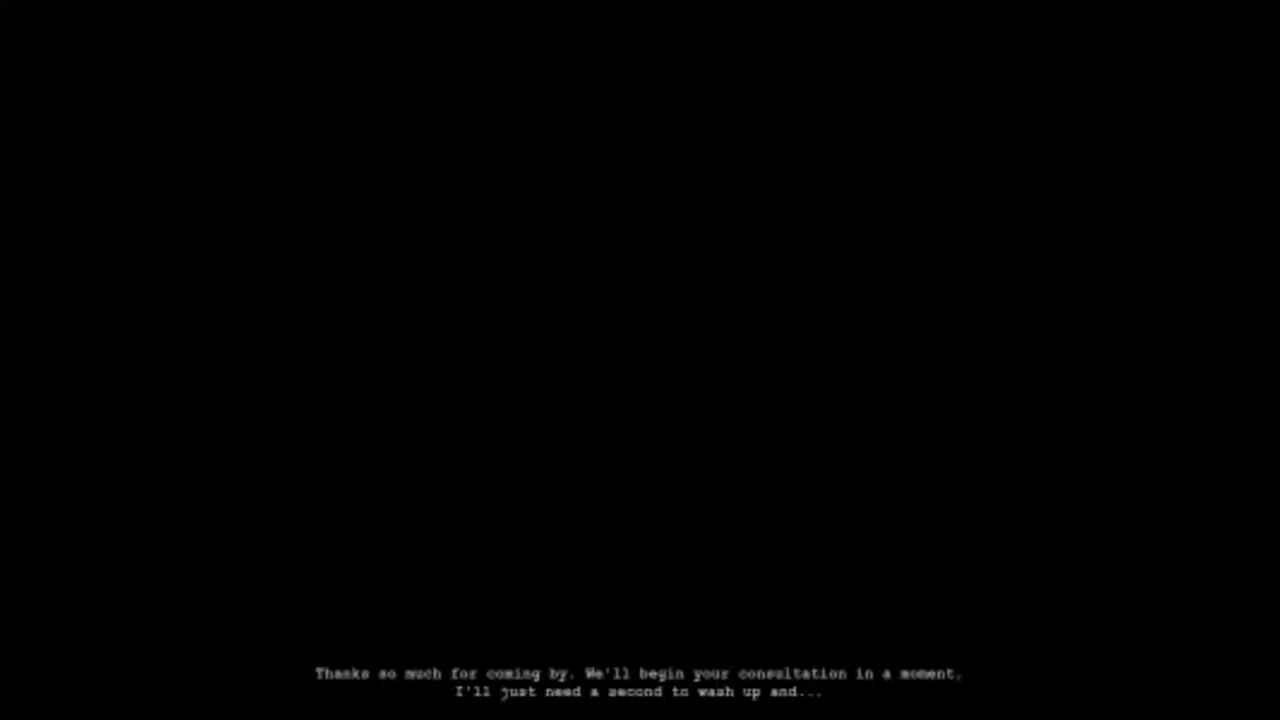 Thanks so much for coming by. We'll begin your consultation in a moment,
I'll just need a second to wash up and...